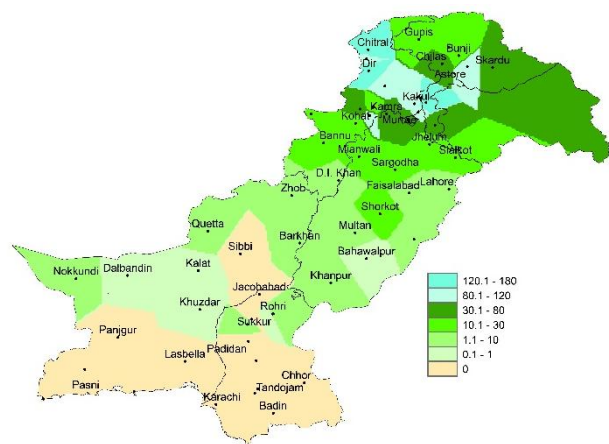 Chitral
Gupis
Dir
Chilas
Bunji
Astore
Skardu
Kakul
Kamra
Kohat
Murree
Bannu
Jhelum
Mianwali
Sialkot
Sargodha
D.I. Khan
Faisalabad
Lahore
Zhob
Shorkot
Quetta
Multan
Sibbi
Barkhan
Bahawalpur
Nokkundi
Dalbandin
Kalat
Khanpur
Jacobabad
Khuzdar
Rohri
Sukkur
Panjgur
Padidan
Lasbella
Chhor
Pasni
Tandojam
Karachi
Badin
120.1 - 180
80.1 - 120
30.1 - 80
10.1 - 30
1.1 - 10
0.1 - 1
0